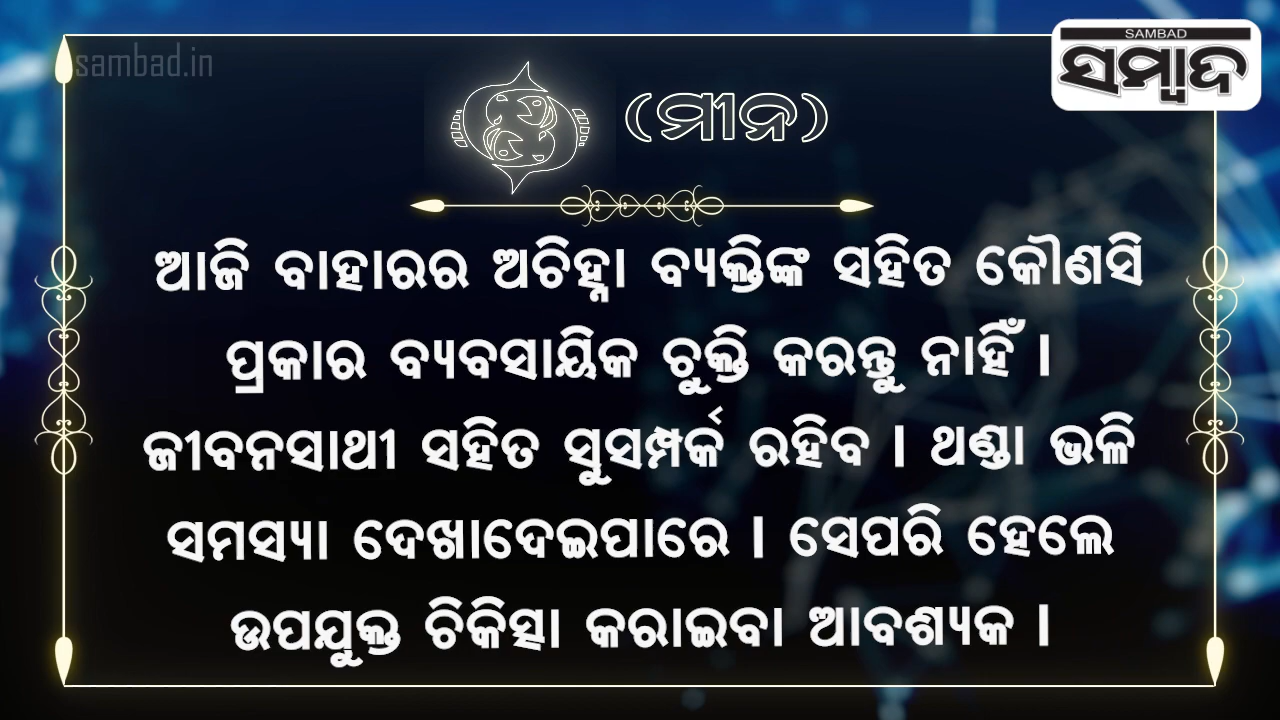 sambad.in
SAMBAD
ସମ୍ବାଦ
(ମୀନ)
ଆଜି ବାହାରର ଅଚିହ୍ନା ବ୍ୟକ୍ତିଙ୍କ ସହିତ କୌଣସି
ପ୍ରକାର ବ୍ୟବସାୟିକ ଚୁକ୍ତି କରନ୍ତୁ ନାହିଁ ।
ଜୀବନସାଥୀ ସହିତ ସୁସମ୍ପର୍କ ରହିବ । ଥଣ୍ଡା ଭଳି
ସମସ୍ୟା ଦେଖାଦେଇପାରେ । ସେପରି ହେଲେ
ଉପଯୁକ୍ତ ଚିକିତ୍ସା କରାଇବା ଆବଶ୍ୟକ ।